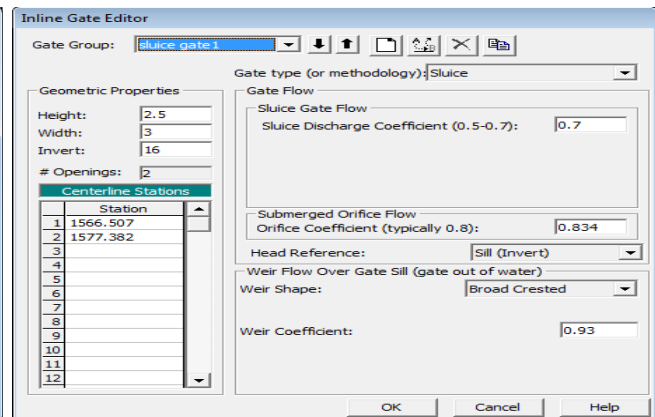 Inline Gate Editor
Gate Group: sluice gate1
Gate type (or methodology): Sluice
Geometric Properties
Height: 2.5
Width: 3
Invert: 16
# Openings: 2
Centerline Stations
Station
1 1566.507
2 1577.382
3
4
5
6
7
8
9
10
11
12
Gate Flow
Sluice Gate Flow
Sluice Discharge Coefficient (0.5-0.7): 0.7
Submerged Orifice Flow
Orifice Coefficient (typically 0.8): 0.834
Head Reference: Sill (Invert)
Weir Flow Over Gate Sill (gate out of water)
Weir Shape: Broad Crested
Weir Coefficient: 0.93
OK Cancel Help